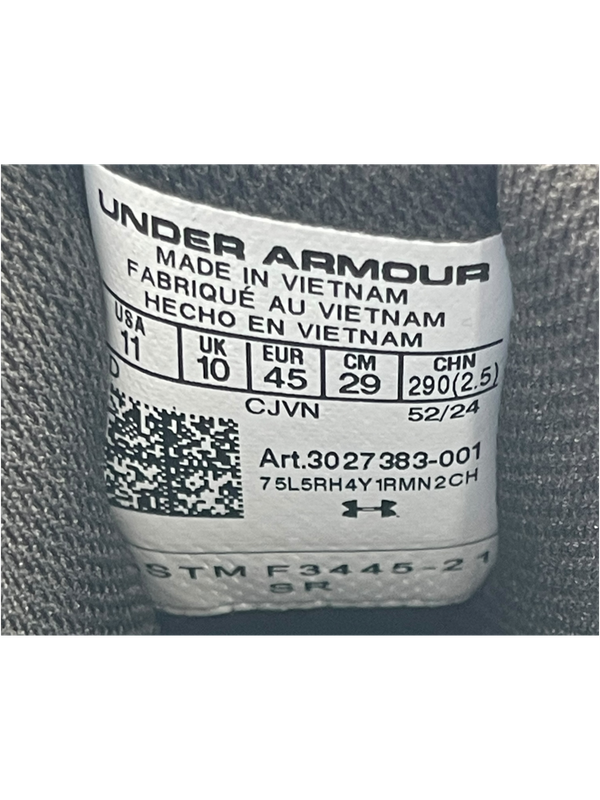 UNDER ARMOUR
MADE IN VIETNAM
FABRIQUÉ AU VIETNAM
HECHO EN VIETNAM
USA UK EUR CM CHN
11 10 45 29 290(2.5)
D CJVN 52/24
Art.3027383-001
75L5RH4Y1RMN2CH
STM F3445-21
SR